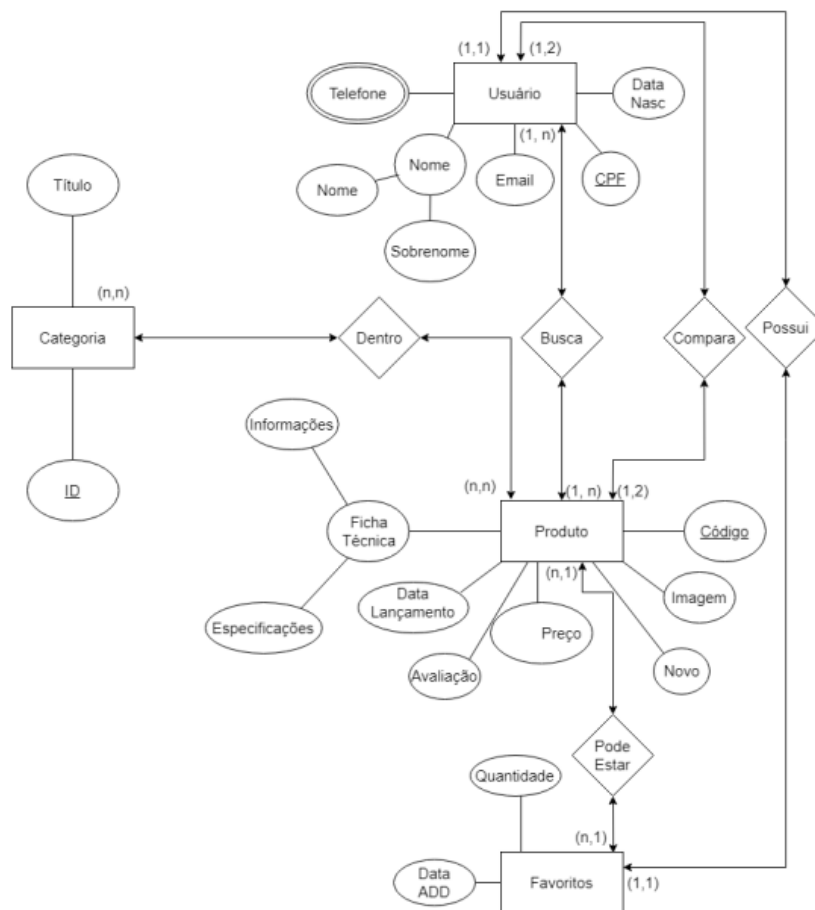 (1,1)
(1,2)
Telefone
Usuário
Data
Nasc
(1, n)
Nome
Nome
Email
CPF
Título
Sobrenome
(n,n)
Categoria
Dentro
Busca
Compara
Possui
Informações
ID
(n,n)
(1, n)
(1,2)
Ficha
Técnica
Produto
Código
(n,1)
Data
Lançamento
Imagem
Especificações
Preço
Avaliação
Novo
Pode
Estar
Quantidade
(n,1)
Data
ADD
Favoritos
(1,1)